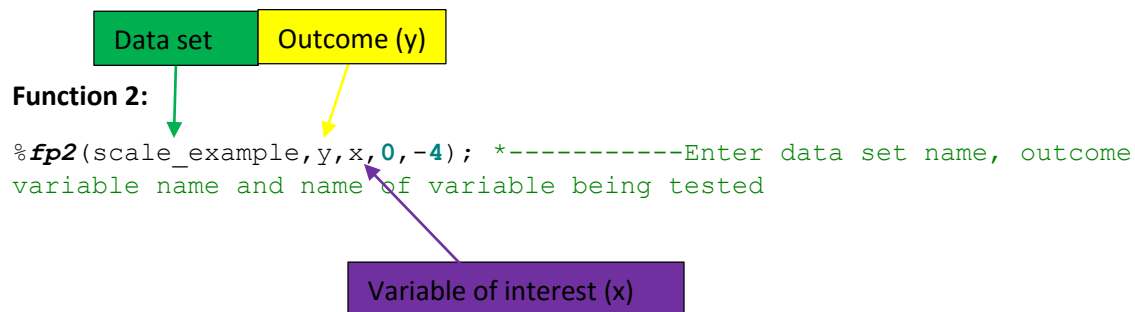 Data set Outcome (y)
Function 2:
%fp2(scale_example,y,x,0,-4); *-----------Enter data set name, outcome
variable name and name of variable being tested
Variable of interest (x)